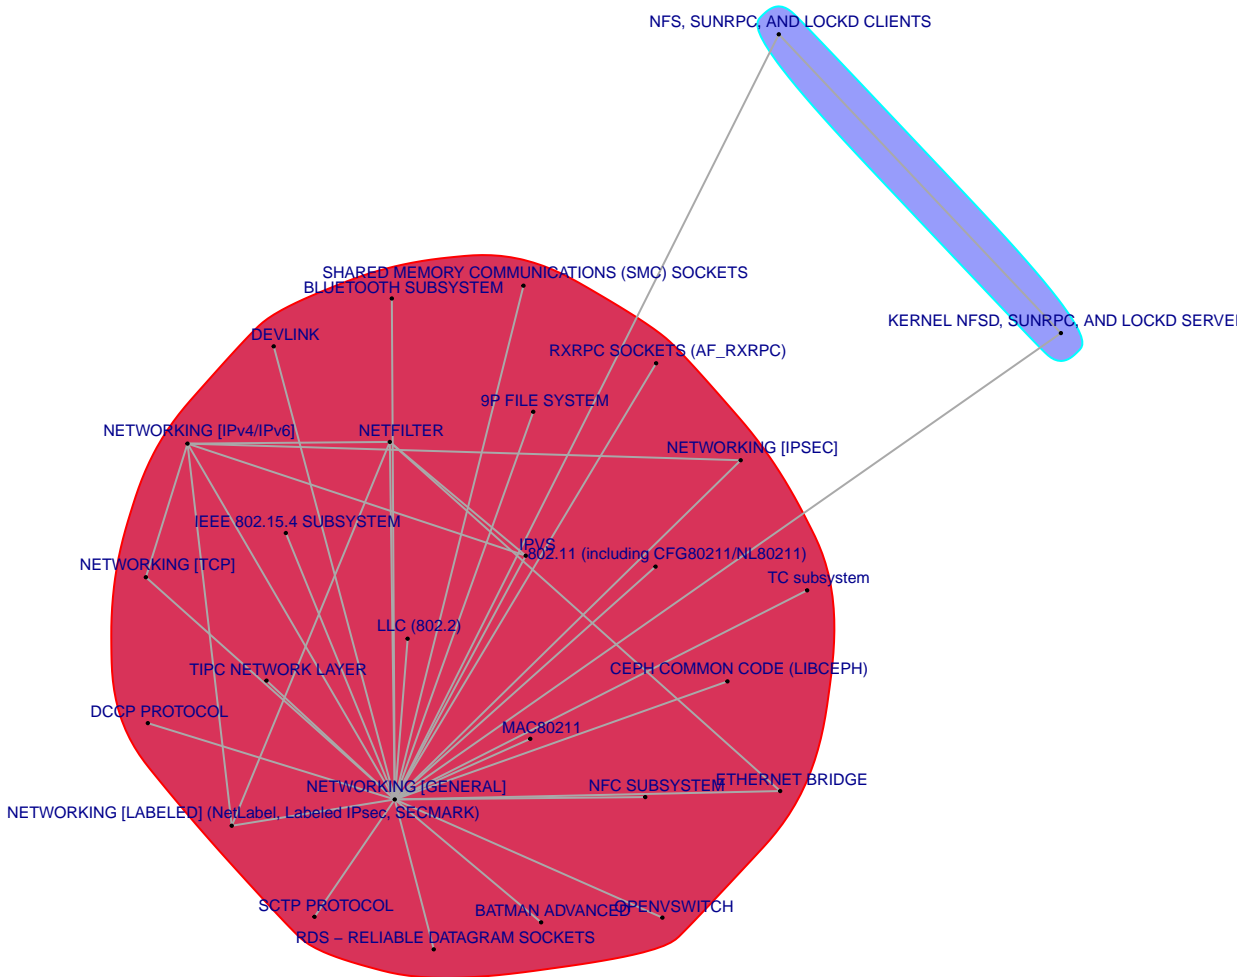 NFS, SUNRPC, AND LOCKD CLIENTS
SHARED MEMORY COMMUNICATIONS (SMC) SOCKETS
BLUETOOTH SUBSYSTEM
KERNEL NFSD, SUNRPC, AND LOCKD SERVE
DEVLINK
RXRPC SOCKETS (AF_RXRPC)
9P FILE SYSTEM
NETWORKING [IPv4/IPv6]
NETFILTER
NETWORKING [IPSEC]
IEEE 802.15.4 SUBSYSTEM
IPVS
802.11 (including CFG80211/NL80211)
NETWORKING [TCP]
TC subsystem
LLC (802.2)
TIPC NETWORK LAYER
CEPH COMMON CODE (LIBCEPH)
DCCP PROTOCOL
MAC80211
NETWORKING [GENERAL]
NFC SUBSYSTEM
ETHERNET BRIDGE
NETWORKING [LABELED] (NetLabel, Labeled IPsec, SECMARK)
SCTP PROTOCOL
BATMAN ADVANCED
OPENVSWITCH
RDS − RELIABLE DATAGRAM SOCKETS